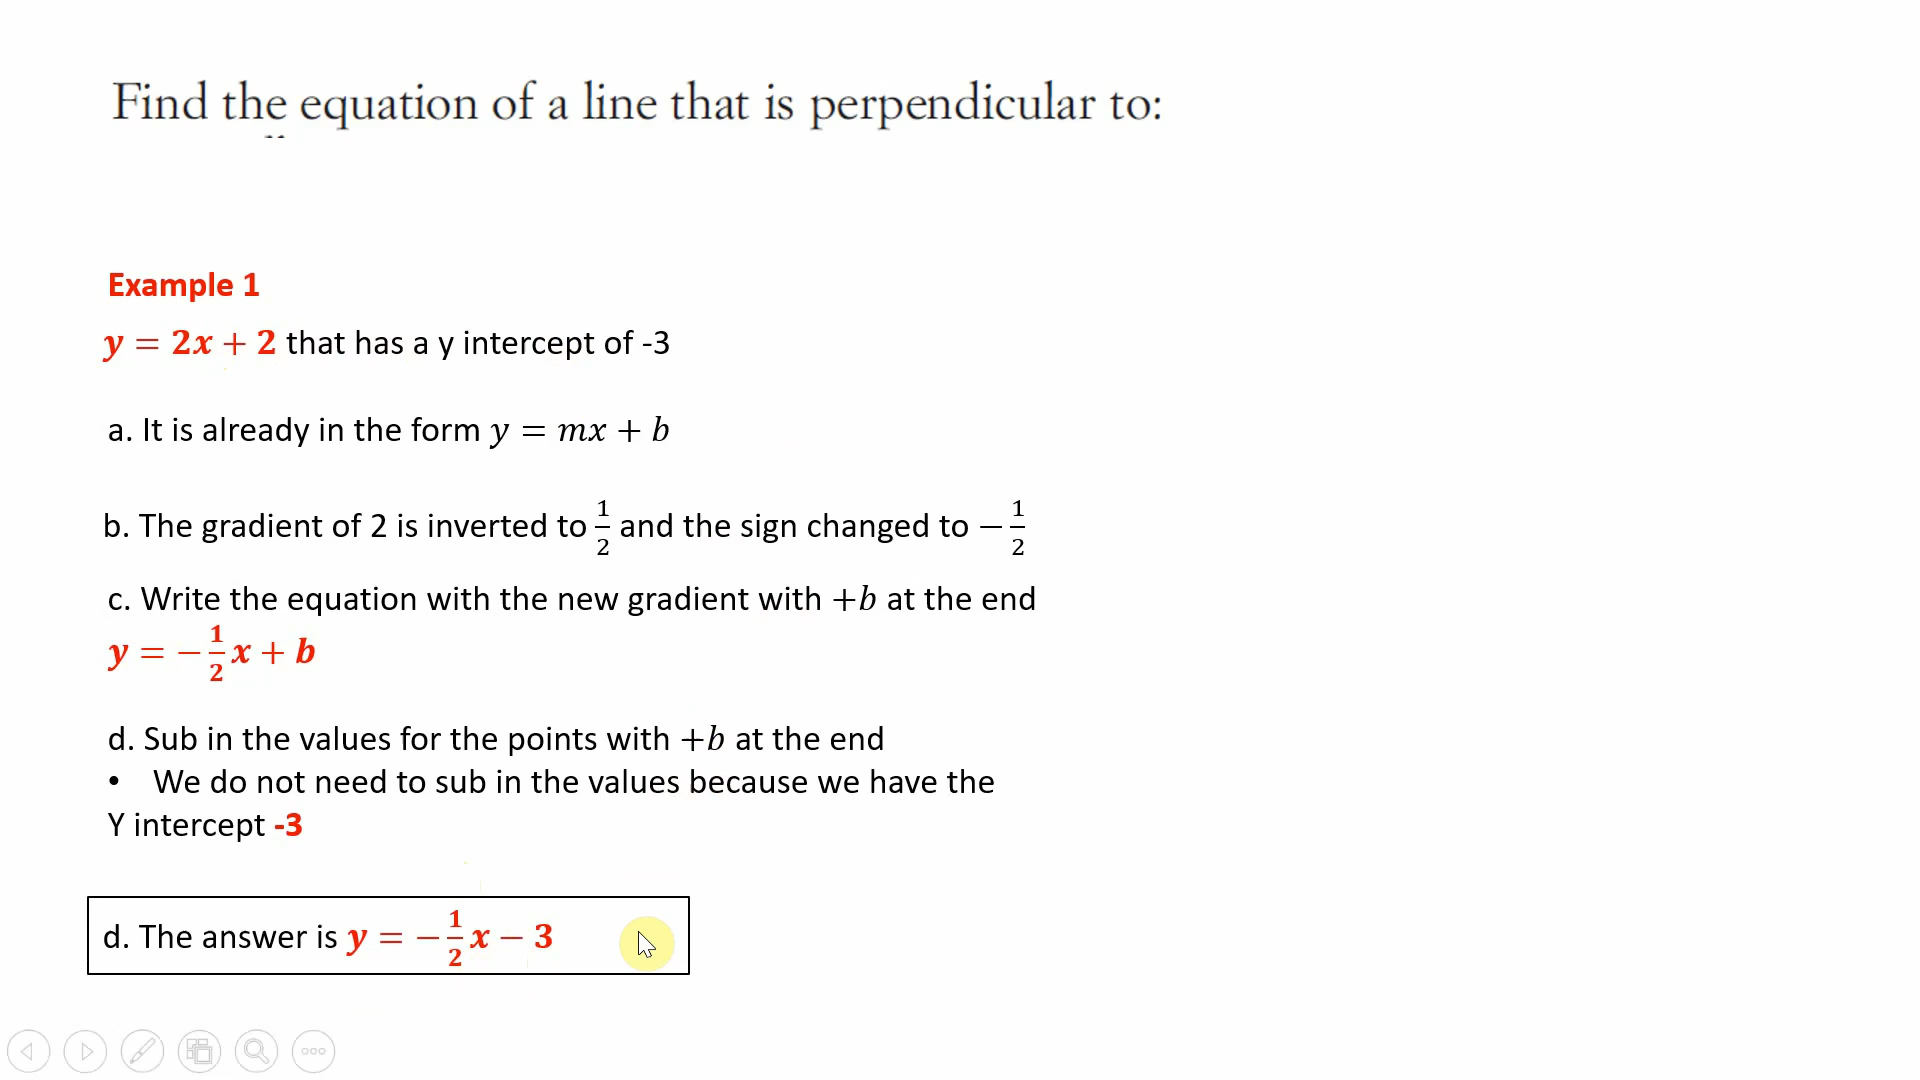 Find the equation of a line that is perpendicular to:
Example 1
y = 2x + 2 that has a y intercept of -3
a. It is already in the form y = mx + b
b. The gradient of 2 is inverted to 1/2 and the sign changed to − 1/2
c. Write the equation with the new gradient with +b at the end
y = − 1/2 x + b
d. Sub in the values for the points with +b at the end
• We do not need to sub in the values because we have the
Y intercept -3
d. The answer is y = − 1/2 x − 3